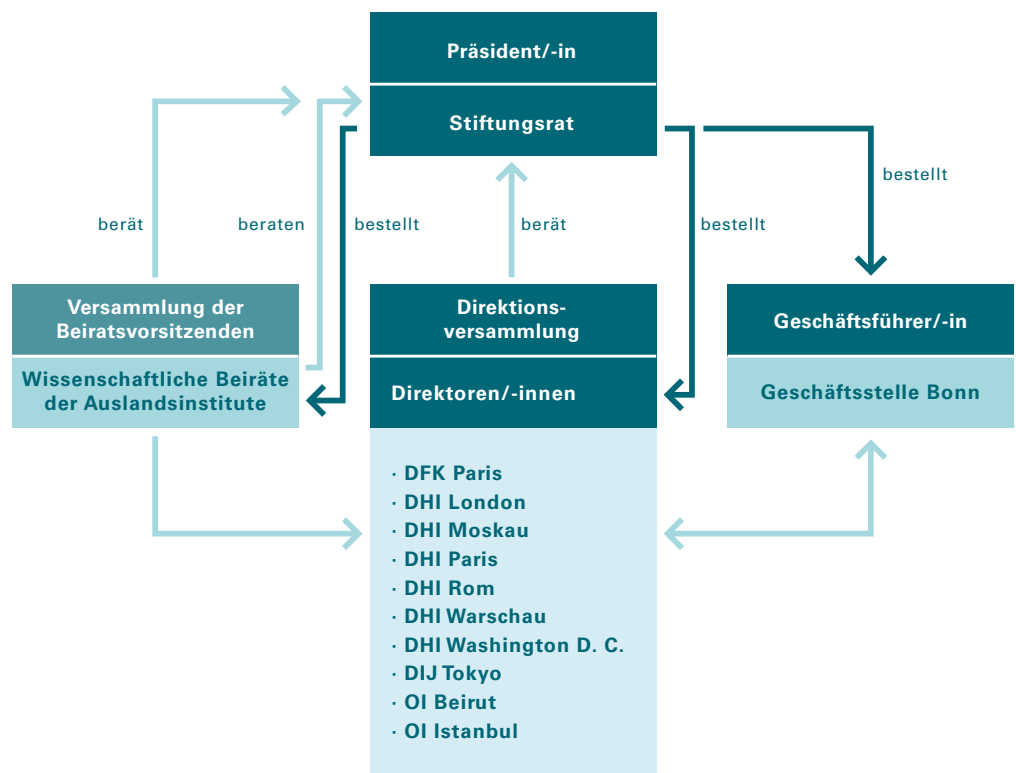 Präsident/-in
Stiftungsrat
bestellt
berät
beraten
bestellt
berät
bestellt
Versammlung der
Beiratsvorsitzenden
Wissenschaftliche Beiräte
der Auslandsinstitute
Direktions-
versammlung
Direktoren/-innen
Geschäftsführer/-in
Geschäftsstelle Bonn
· DFK Paris
· DHI London
· DHI Moskau
· DHI Paris
· DHI Rom
· DHI Warschau
· DHI Washington D. C.
· DIJ Tokyo
· OI Beirut
· OI Istanbul